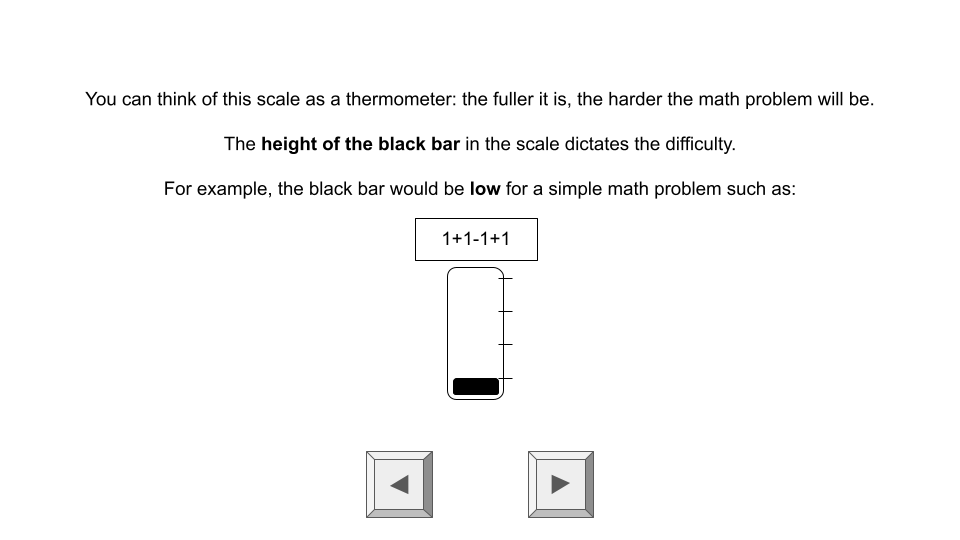 You can think of this scale as a thermometer: the fuller it is, the harder the math problem will be.
The height of the black bar in the scale dictates the difficulty.
For example, the black bar would be low for a simple math problem such as:
1+1-1+1